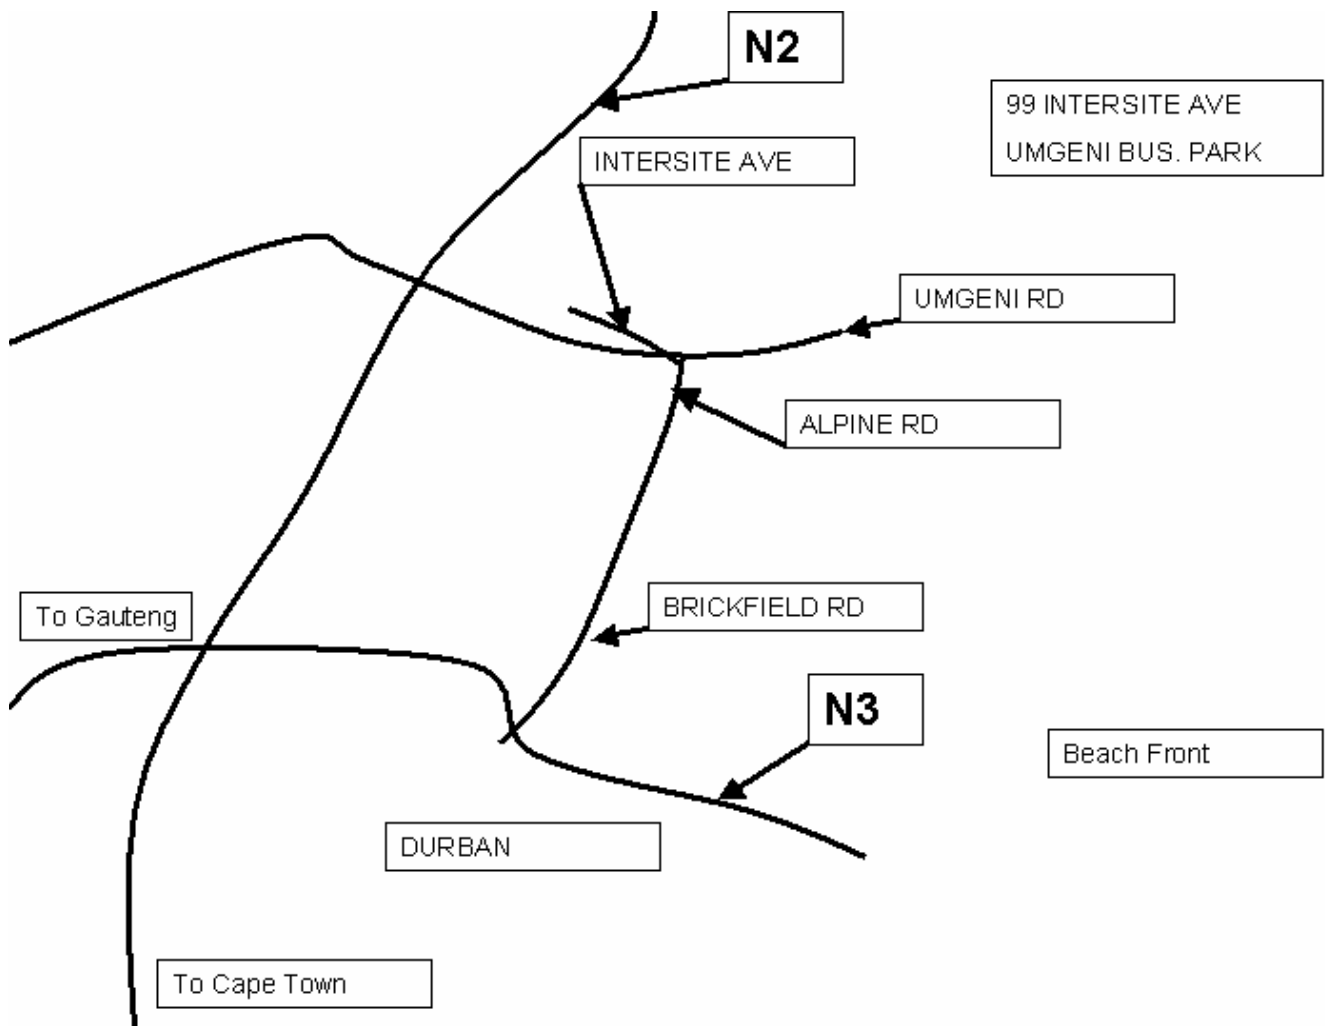 N2
99 INTERSITE AVE
UMGENI BUS. PARK
INTERSITE AVE
UMGENI RD
ALPINE RD
To Gauteng
BRICKFIELD RD
N3
Beach Front
DURBAN
To Cape Town